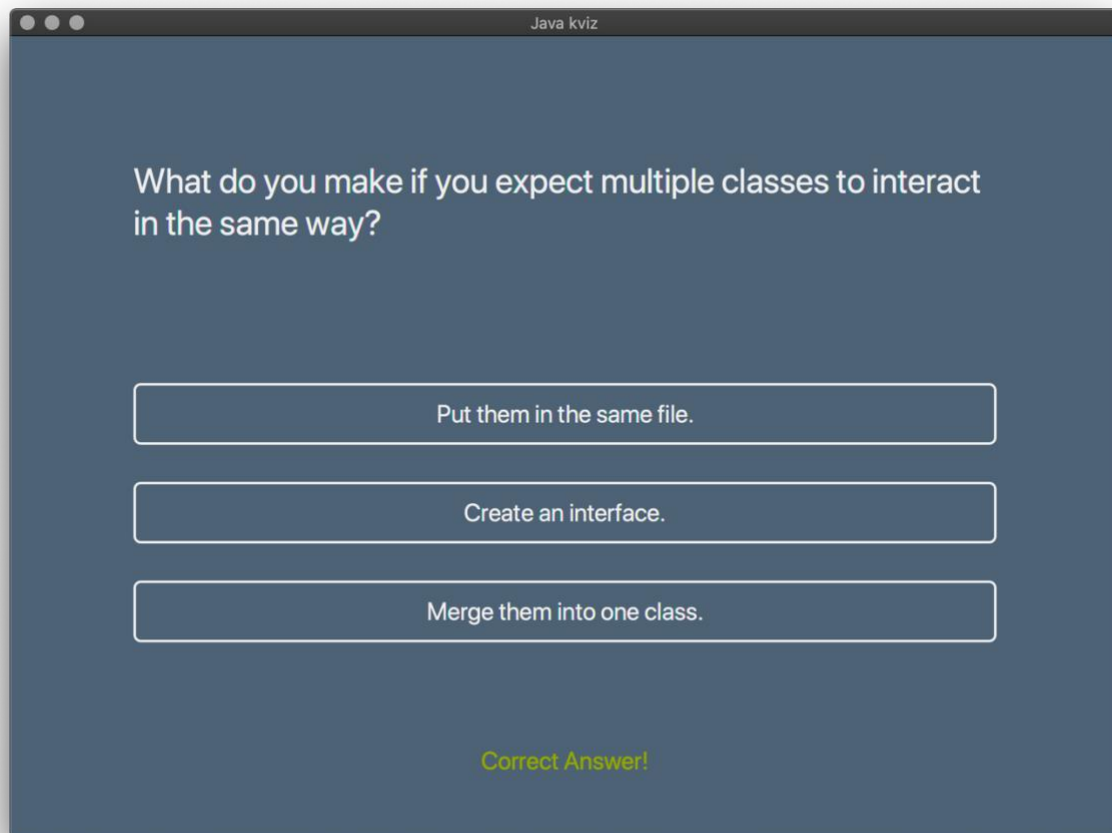 Java kviz
What do you make if you expect multiple classes to interact
in the same way?
Put them in the same file.
Create an interface.
Merge them into one class.
Correct Answer!